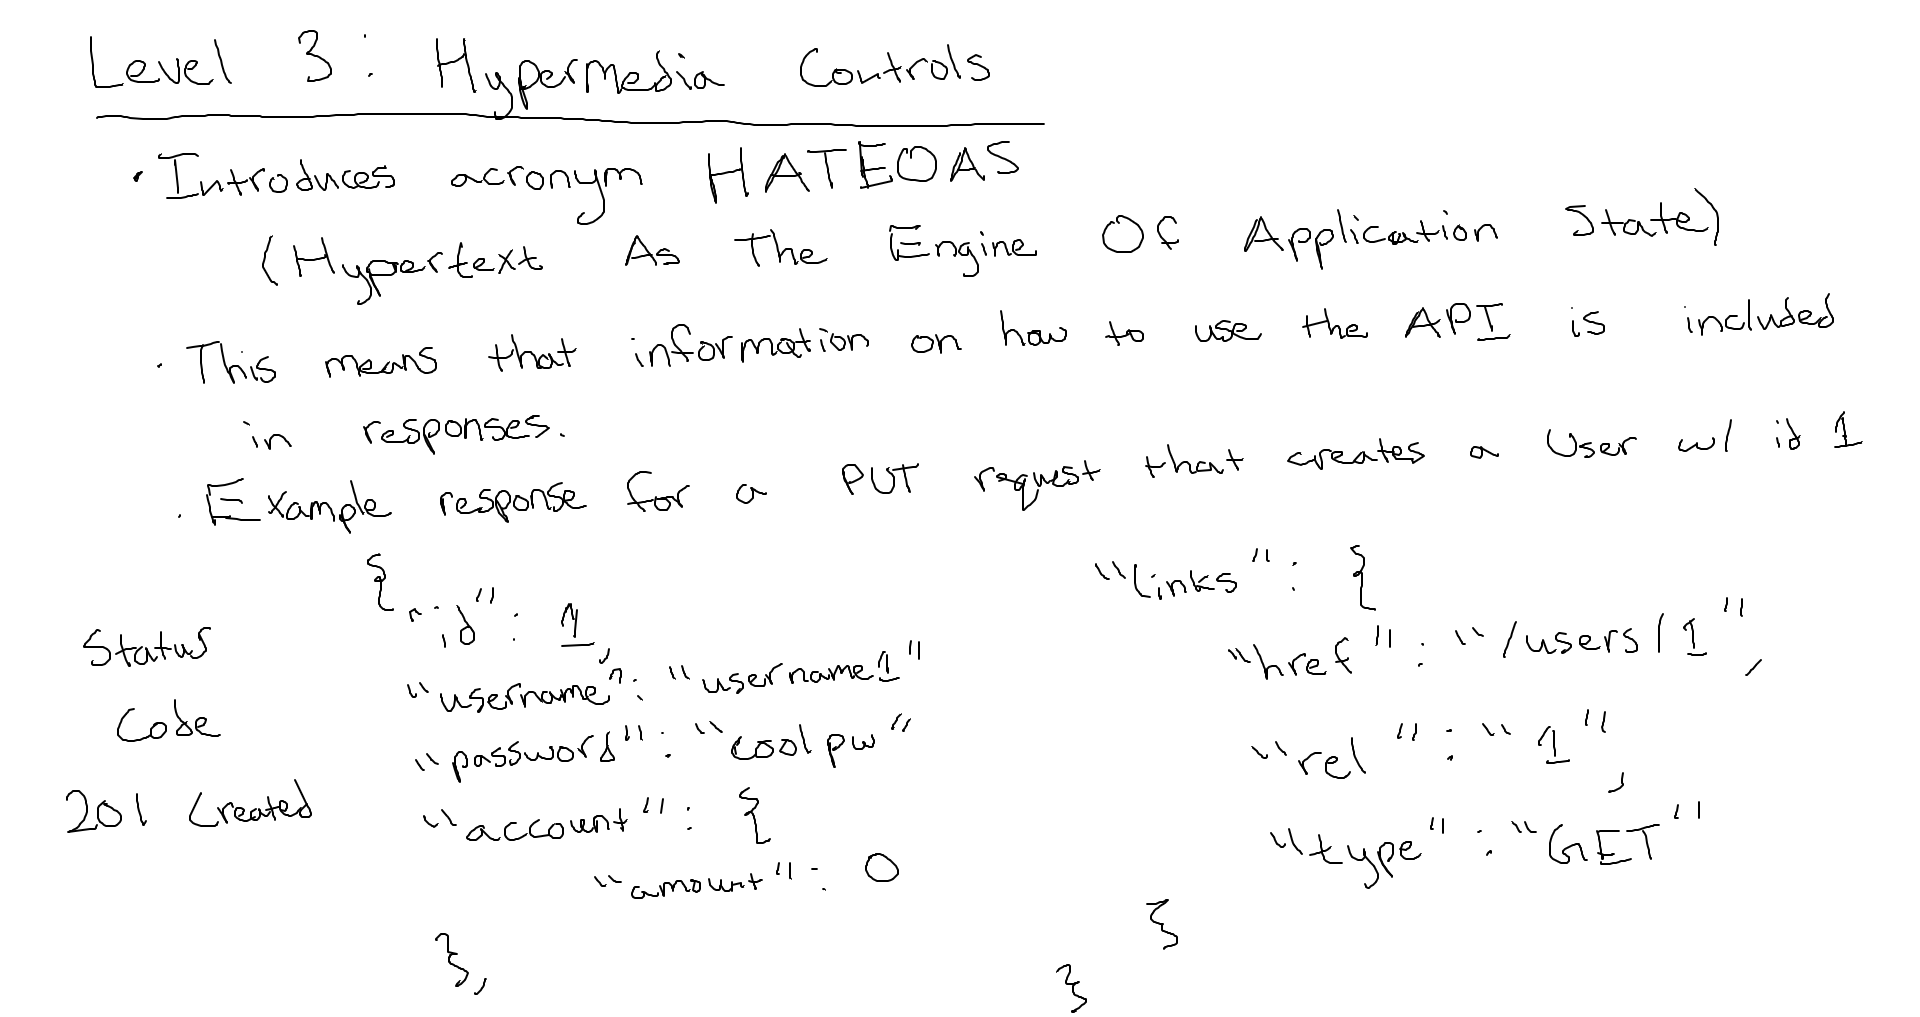 Level 3: Hypermedia Controls
· Introduces acronym HATEOAS
(Hypertext As The Engine Of Application State)
· This means that information on how to use the API is included
in responses.
· Example response for a PUT request that creates a User w/ id 1
Status
Code
201 Created
{
"id": 1,
"username": "username1"
"password": "coolpw"
"account": {
"amount": 0
},
"links": {
"href": "/users/1",
"rel": "1",
"type": "GET"
}
}